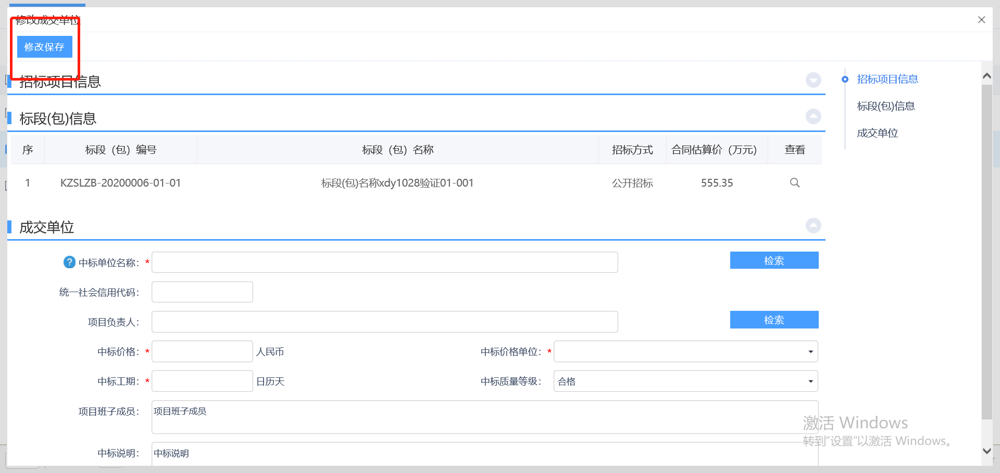 修改成交单位
修改保存
招标项目信息
招标项目信息
标段(包)信息
成交单位
标段(包)信息
序 标段（包）编号 标段（包）名称 招标方式 合同估算价（万元） 查看
1 KZSLZB-20200006-01-01 标段(包)名称xdy1028验证01-001 公开招标 555.35
成交单位
? 中标单位名称： * 检索
统一社会信用代码：
项目负责人： 检索
中标价格： * 人民币 中标价格单位： *
中标工期： * 日历天 中标质量等级： 合格
项目班子成员： 项目班子成员
中标说明： 中标说明
激活 Windows
转到“设置”以激活 Windows。